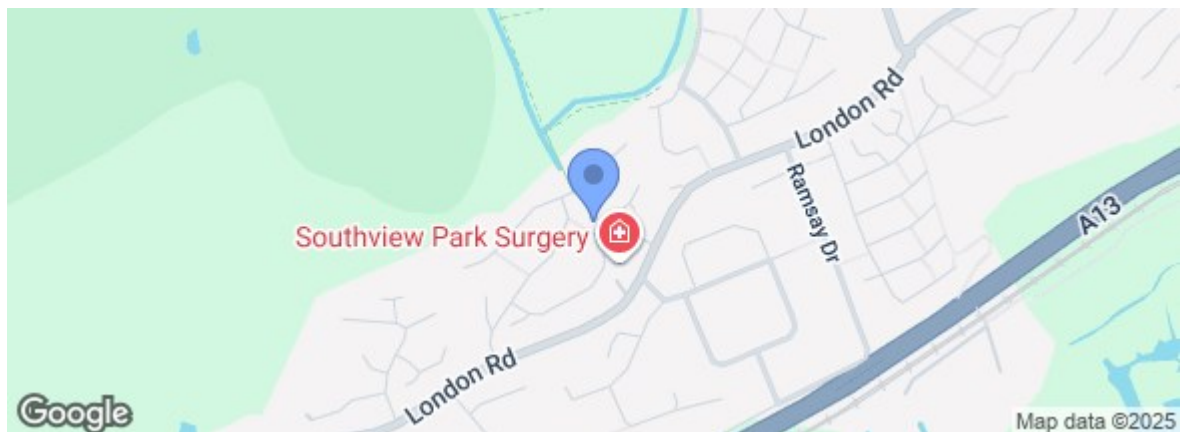 London Rd
Ramsay Dr
A13
Southview Park Surgery
London Rd
Google
Map data ©2025